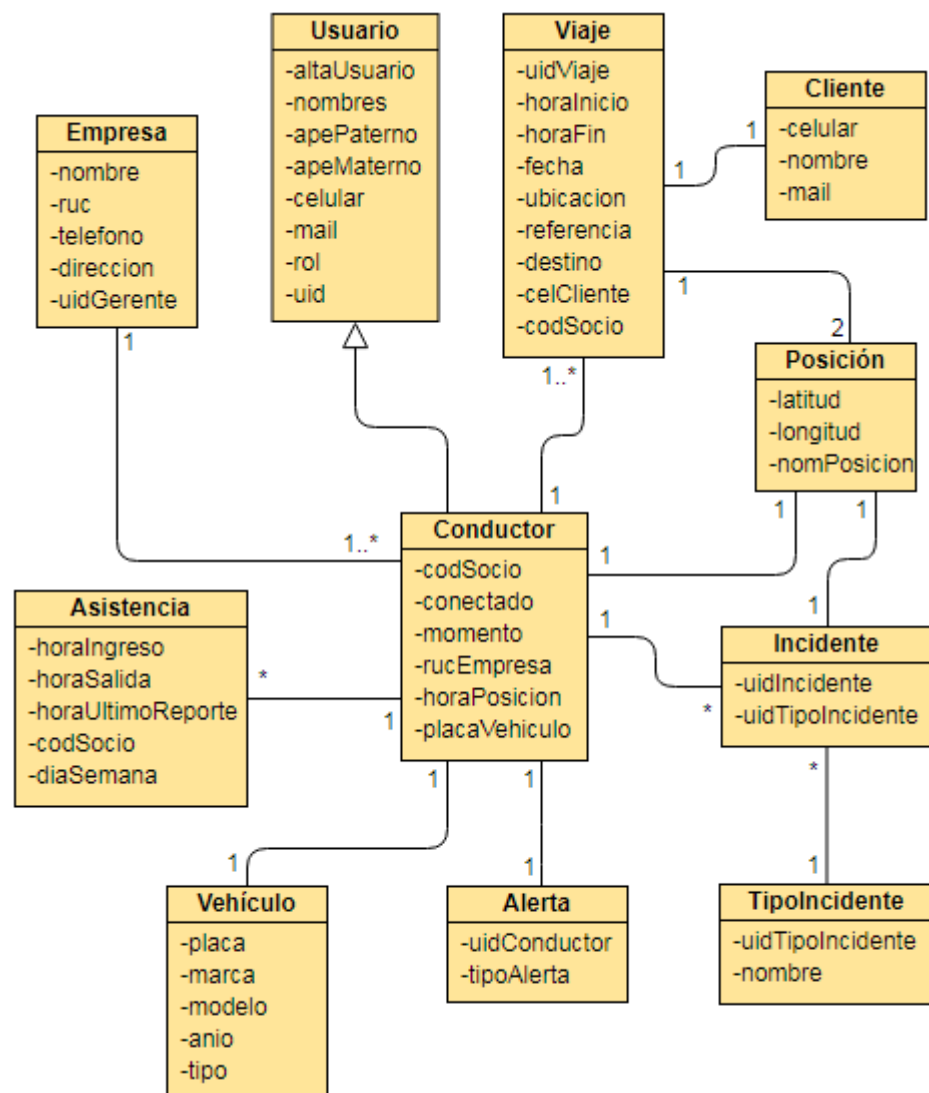 Usuario
-altaUsuario
-nombres
-apePaterno
-apeMaterno
-celular
-mail
-rol
-uid
Viaje
-uidViaje
-horaInicio
-horaFin
-fecha
-ubicacion
-referencia
-destino
-celCliente
-codSocio
Cliente
-celular
-nombre
-mail
1
1
Empresa
-nombre
-ruc
-telefono
-direccion
-uidGerente
1
1
2
1..*
Posición
-latitud
-longitud
-nomPosicion
1
1
1
1..*
Conductor
-codSocio
-conectado
-momento
-rucEmpresa
-horaPosicion
-placaVehiculo
1
1
1
*
Asistencia
-horaIngreso
-horaSalida
-horaUltimoReporte
-codSocio
-diaSemana
*
1
Incidente
-uidIncidente
-uidTipoIncidente
*
1
1
1
1
1
Vehículo
-placa
-marca
-modelo
-anio
-tipo
Alerta
-uidConductor
-tipoAlerta
TipoIncidente
-uidTipoIncidente
-nombre